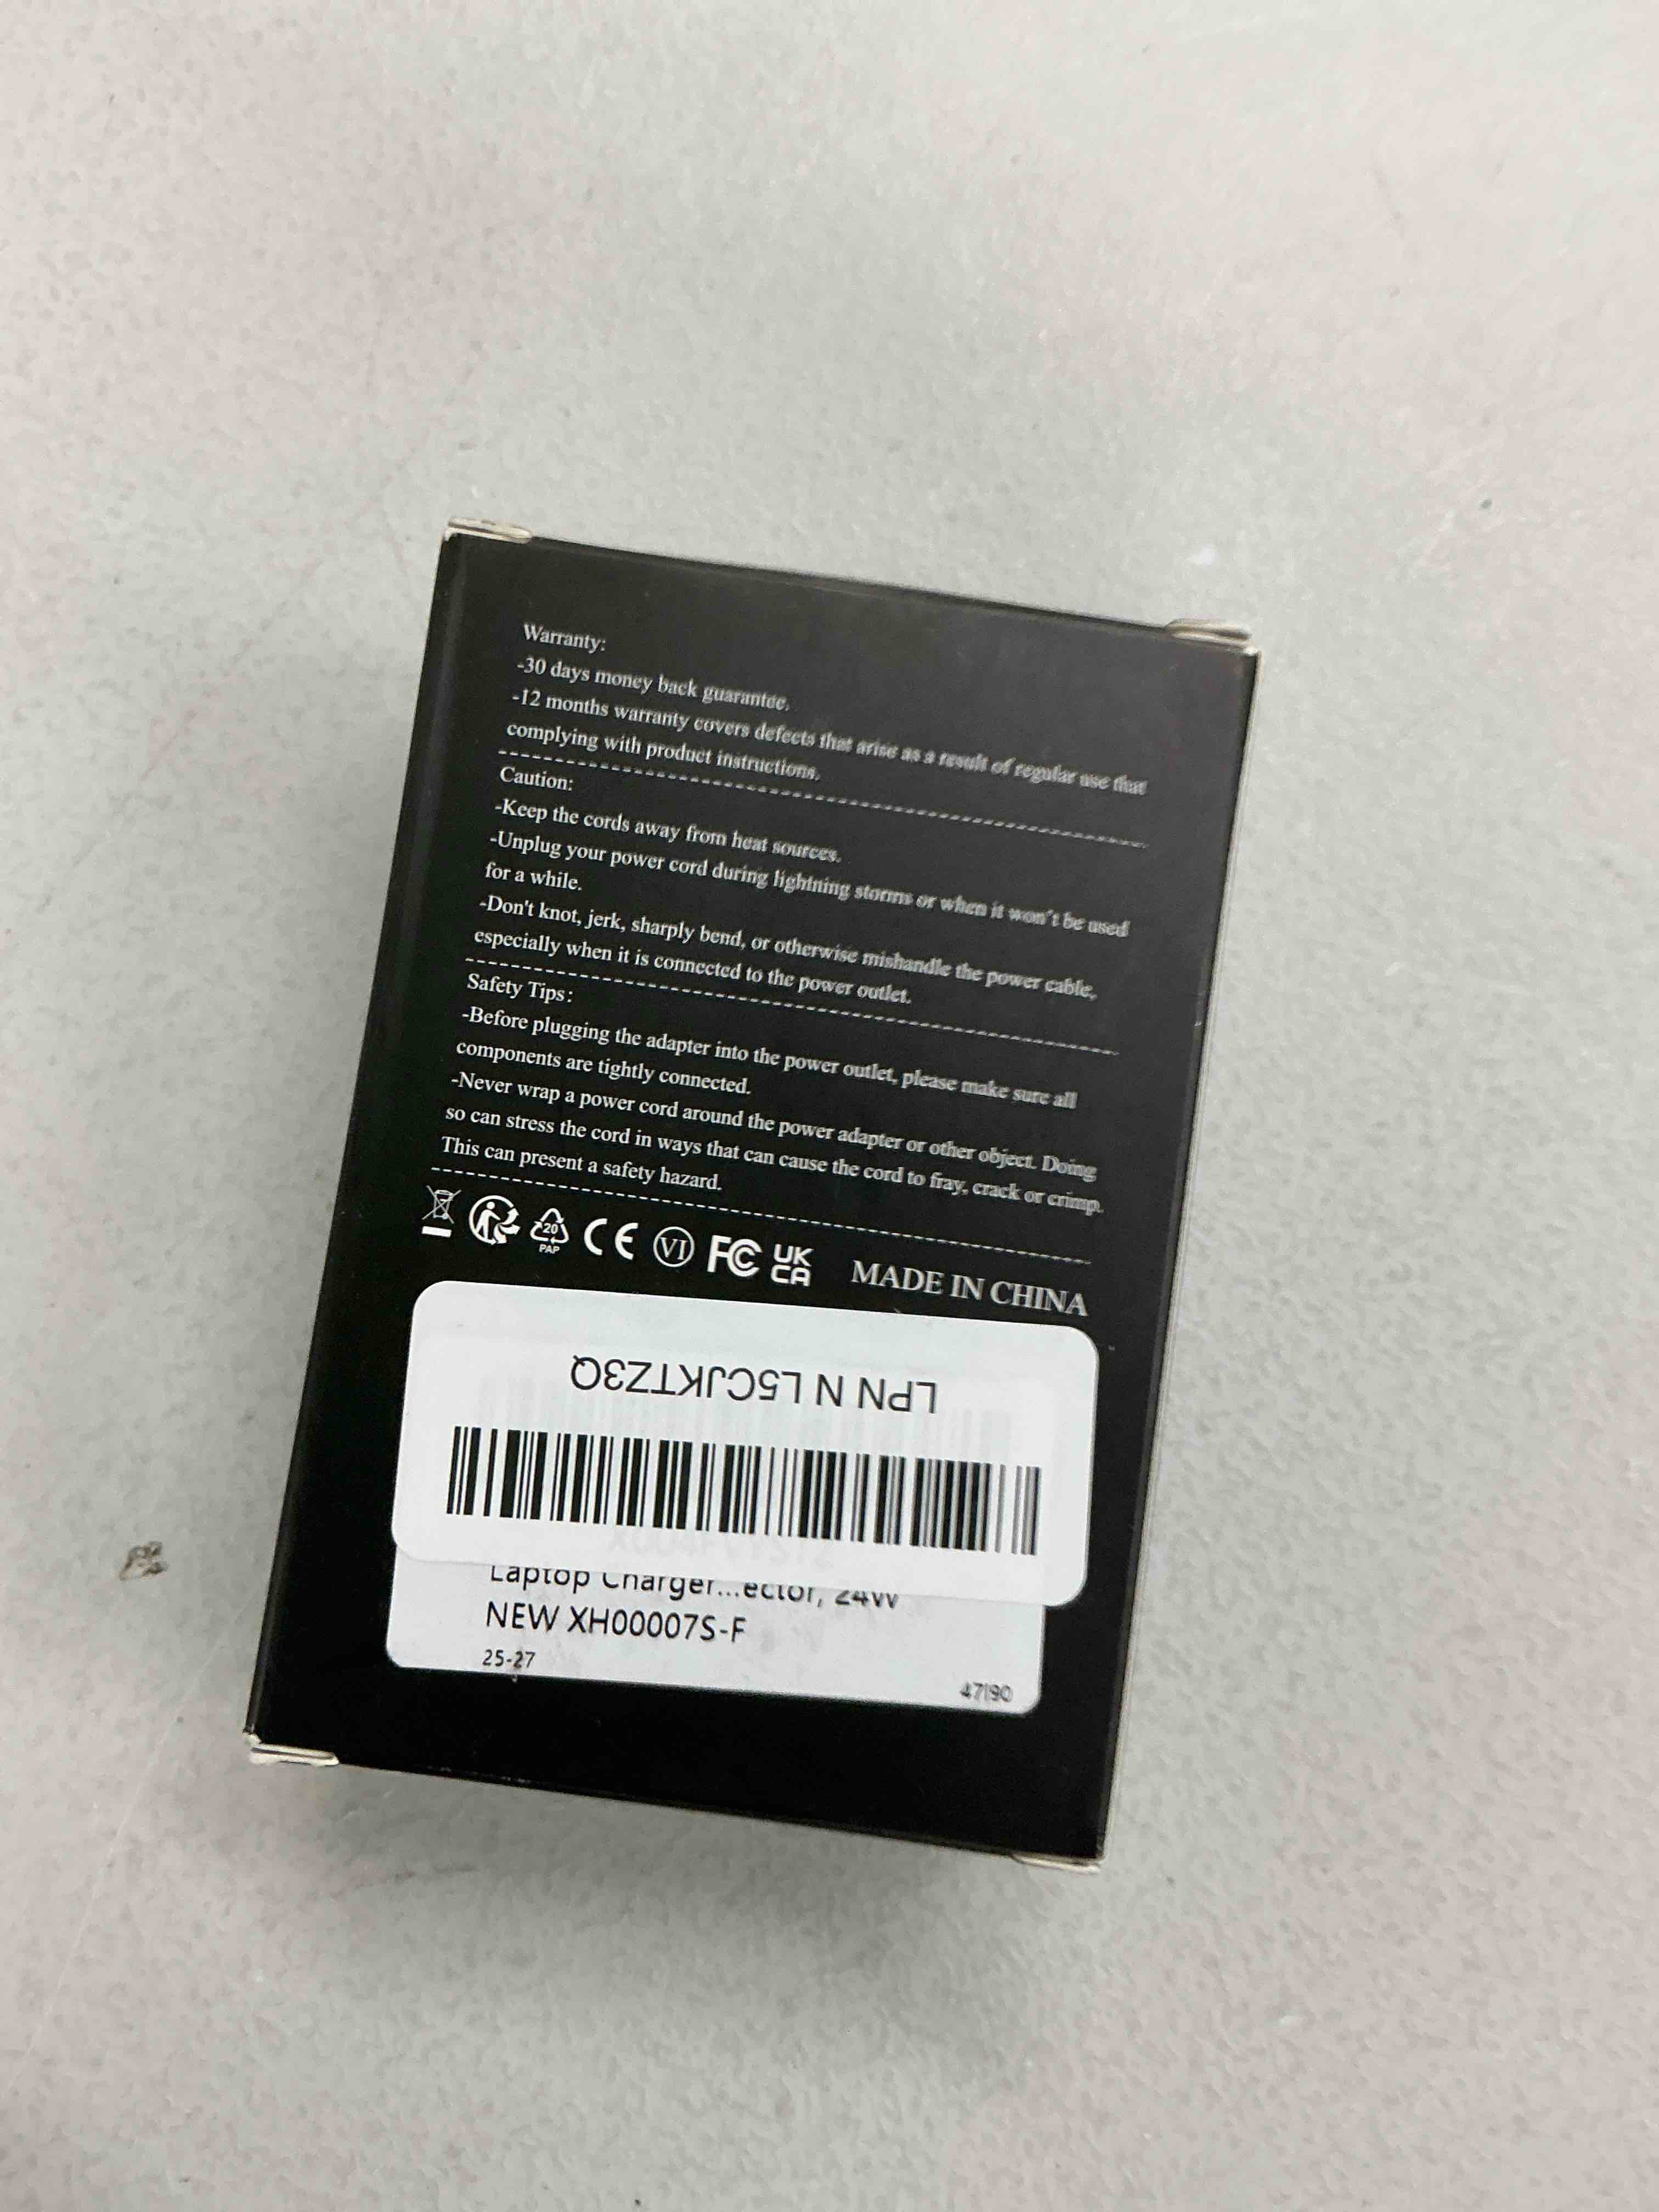 Warranty:
-30 days money back guarantee.
-12 months warranty covers defects that arise as a result of regular use that
complying with product instructions.
Caution:
-Keep the cords away from heat sources.
-Unplug your power cord during lightning storms or when it won't be used
for a while.
-Don't knot, jerk, sharply bend, or otherwise mishandle the power cable,
especially when it is connected to the power outlet.
Safety Tips:
-Before plugging the adapter into the power outlet, please make sure all
components are tightly connected.
-Never wrap a power cord around the power adapter or other object. Doing
so can stress the cord in ways that can cause the cord to fray, crack or crimp.
This can present a safety hazard.
20
PAP
CE VI FC UK
CA
MADE IN CHINA
LPN N L5CJKTZ3Q
Laptop Charger...ector, 24W
NEW XH00007S-F
25-27
47|90